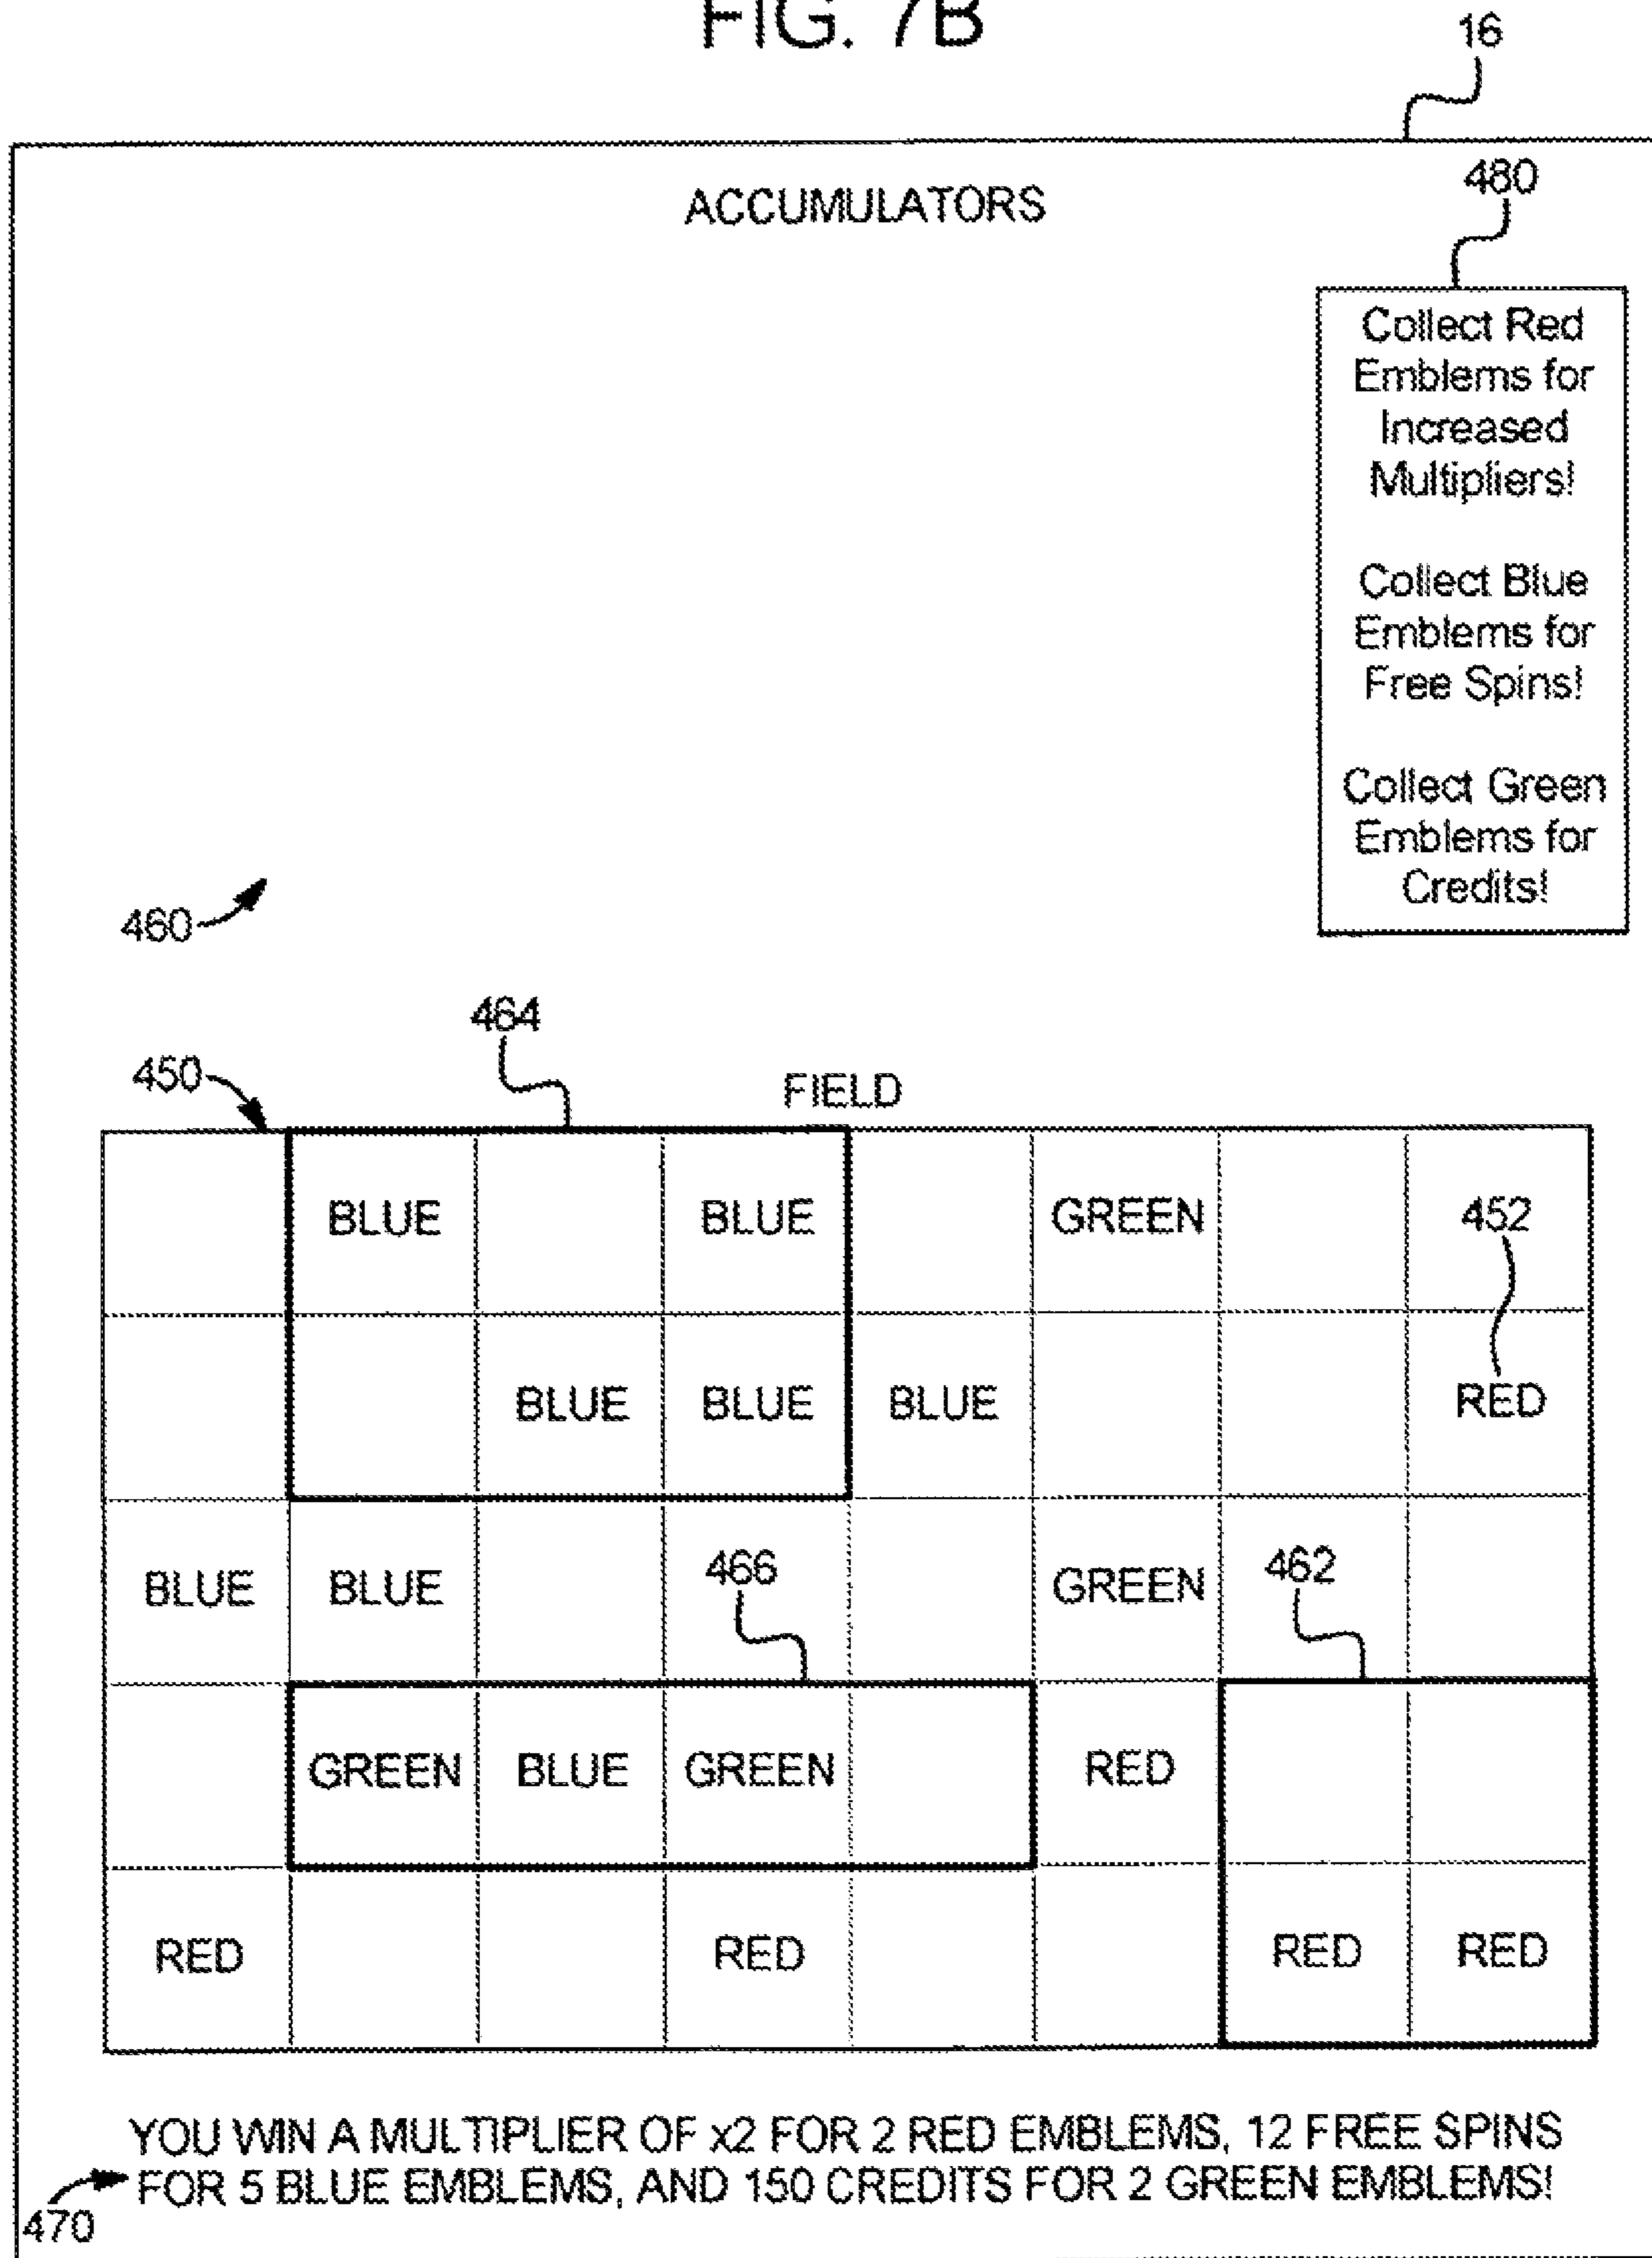 FIG. 7B
16
ACCUMULATORS
480
Collect Red
Emblems for
Increased
Multipliers!
Collect Blue
Emblems for
Free Spins!
Collect Green
Emblems for
Credits!
460
464
450
FIELD
BLUE BLUE GREEN 452
BLUE BLUE BLUE RED
BLUE BLUE 466 GREEN 462
GREEN BLUE GREEN RED
RED RED RED RED
YOU WIN A MULTIPLIER OF x2 FOR 2 RED EMBLEMS, 12 FREE SPINS
FOR 5 BLUE EMBLEMS, AND 150 CREDITS FOR 2 GREEN EMBLEMS!
470